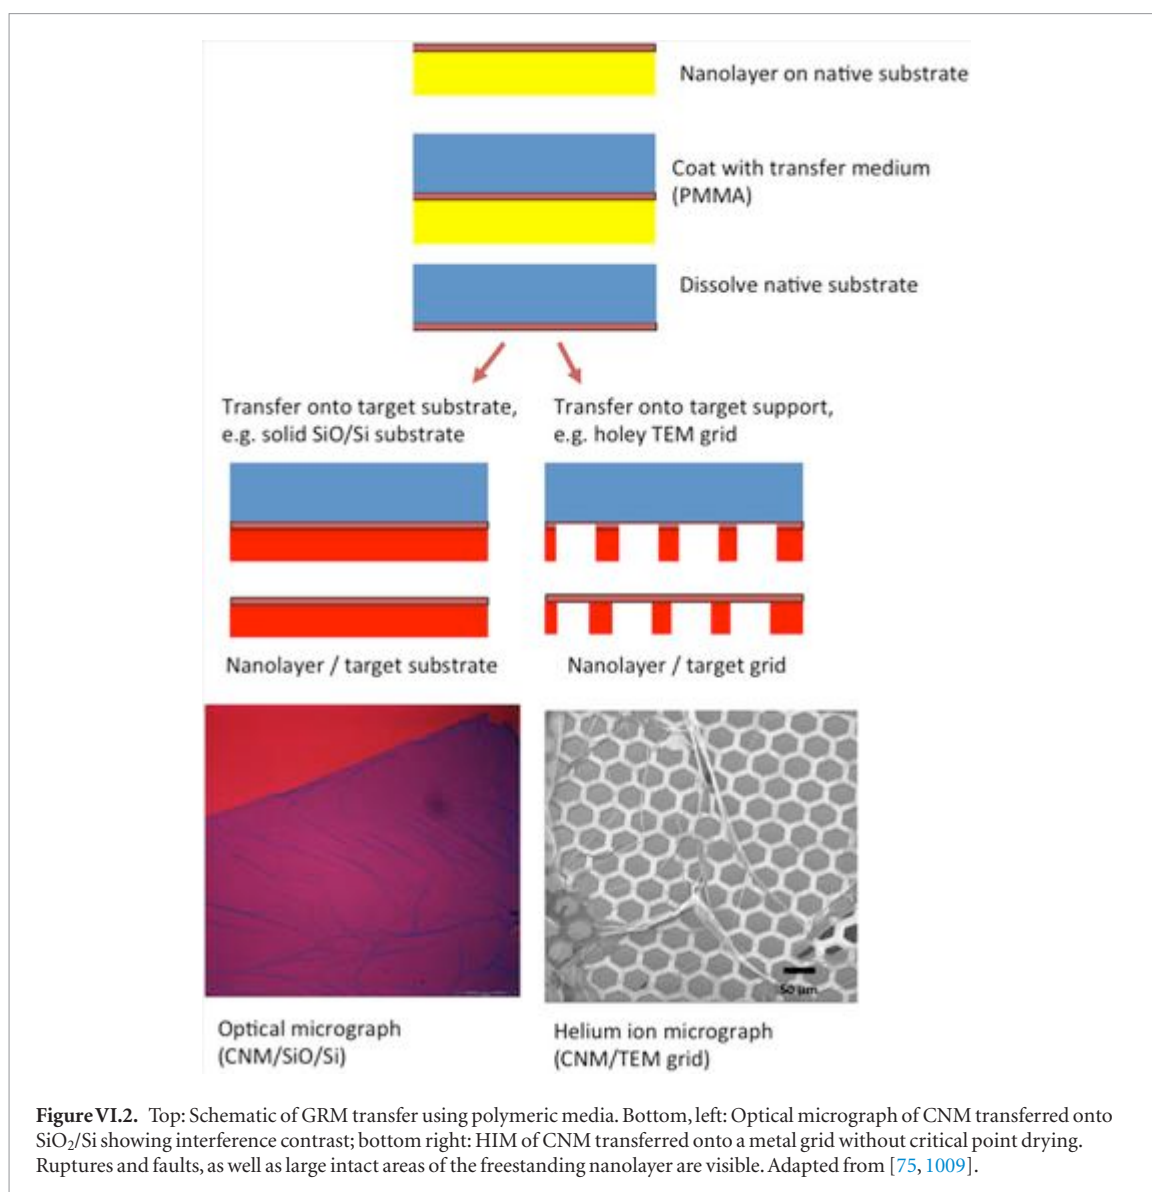 Nanolayer on native substrate
Coat with transfer medium
(PMMA)
Dissolve native substrate
Transfer onto target substrate,
e.g. solid SiO/Si substrate
Transfer onto target support,
e.g. holey TEM grid
Nanolayer / target substrate
Nanolayer / target grid
50 µm
Optical micrograph
(CNM/SiO/Si)
Helium ion micrograph
(CNM/TEM grid)
Figure VI.2. Top: Schematic of GRM transfer using polymeric media. Bottom, left: Optical micrograph of CNM transferred onto
SiO₂/Si showing interference contrast; bottom right: HIM of CNM transferred onto a metal grid without critical point drying.
Ruptures and faults, as well as large intact areas of the freestanding nanolayer are visible. Adapted from [75, 1009].